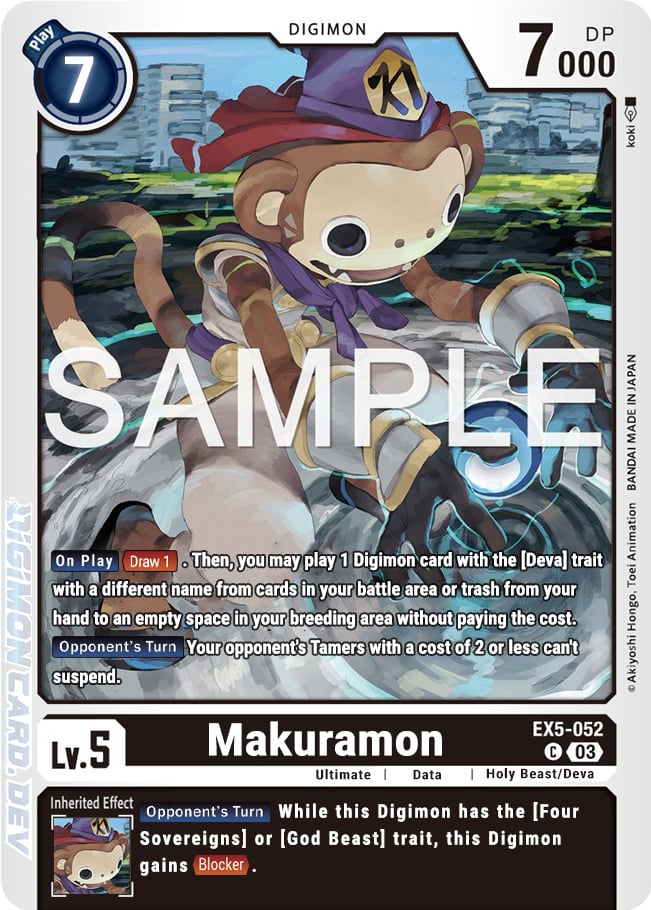 Play
7
DIGIMON
7000
DP
koki
SAMPLE
BANDAI MADE IN JAPAN
© Akiyoshi Hongo, Toei Animation
DIGIMONCARD.DEV
On Play Draw 1 . Then, you may play 1 Digimon card with the [Deva] trait
with a different name from cards in your battle area or trash from your
hand to an empty space in your breeding area without paying the cost.
Opponent's Turn Your opponent's Tamers with a cost of 2 or less can't
suspend.
Lv.5
Makuramon
EX5-052
C 03
Ultimate | Data | Holy Beast/Deva
Inherited Effect
Opponent's Turn While this Digimon has the [Four
Sovereigns] or [God Beast] trait, this Digimon
gains Blocker .